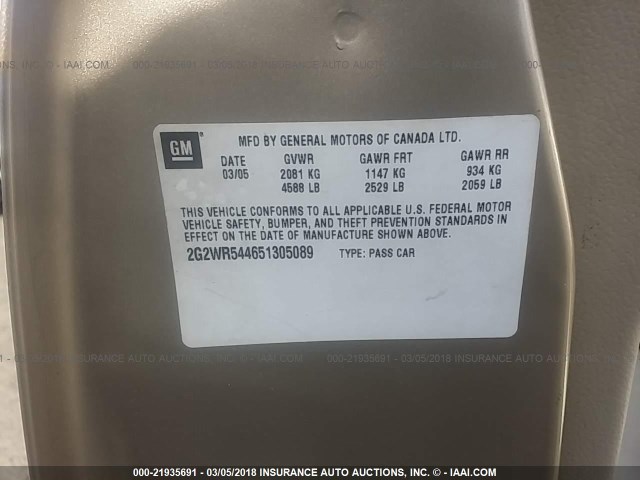 GM
MFD BY GENERAL MOTORS OF CANADA LTD.
DATE GVWR GAWR FRT GAWR RR
03/05 2081 KG 1147 KG 934 KG
4588 LB 2529 LB 2059 LB
THIS VEHICLE CONFORMS TO ALL APPLICABLE U.S. FEDERAL MOTOR
VEHICLE SAFETY, BUMPER, AND THEFT PREVENTION STANDARDS IN
EFFECT ON THE DATE OF MANUFACTURE SHOWN ABOVE.
2G2WR544651305089 TYPE: PASS CAR
000-21935691 - 03/05/2018 INSURANCE AUTO AUCTIONS, INC. - © IAAI.COM